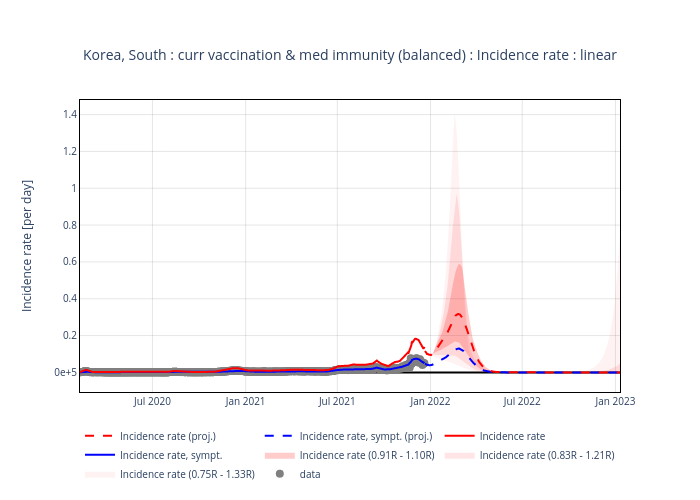 Korea, South : curr vaccination & med immunity (balanced) : Incidence rate : linear
Incidence rate [per day]
1.4
1.2
1
0.8
0.6
0.4
0.2
0e+5
Jul 2020 Jan 2021 Jul 2021 Jan 2022 Jul 2022 Jan 2023
Incidence rate (proj.) Incidence rate, sympt. (proj.) Incidence rate
Incidence rate, sympt. Incidence rate (0.91R - 1.10R) Incidence rate (0.83R - 1.21R)
Incidence rate (0.75R - 1.33R) data